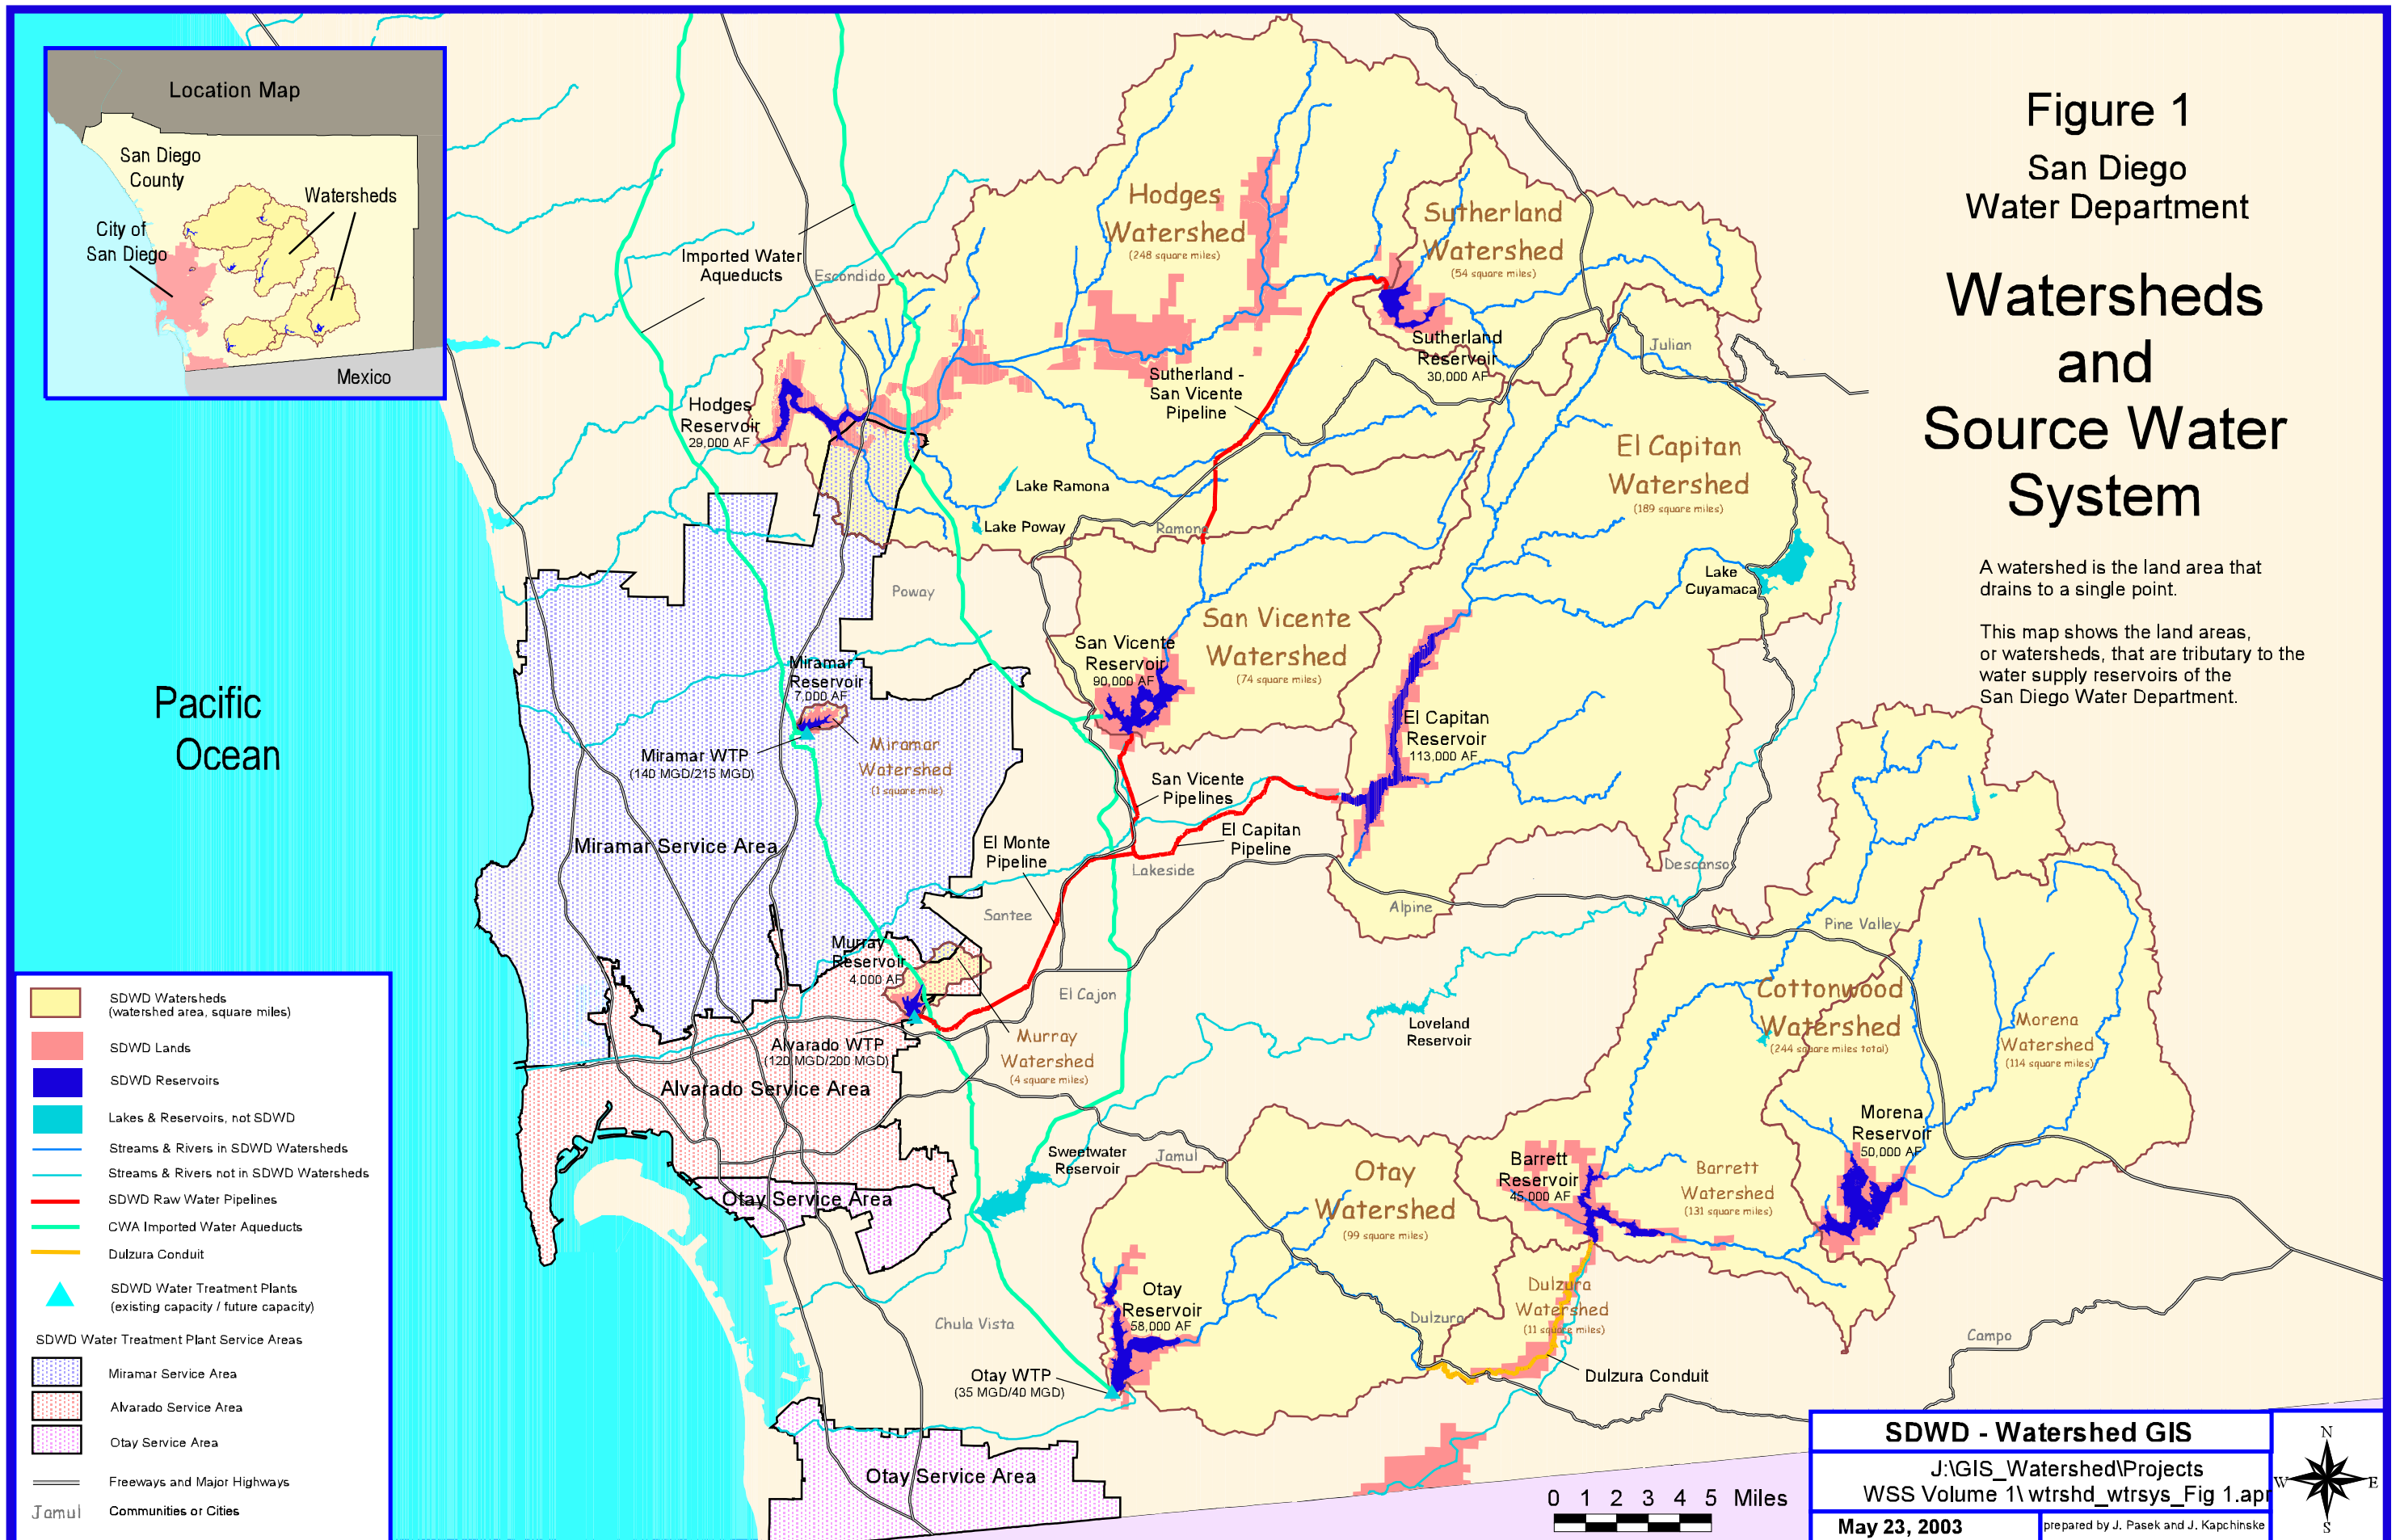 Location Map
San Diego
County
Watersheds
City of
San Diego
Mexico
Figure 1
San Diego
Water Department
Watersheds
and
Source Water
System
A watershed is the land area that
drains to a single point.
This map shows the land areas,
or watersheds, that are tributary to the
water supply reservoirs of the
San Diego Water Department.
Hodges
Watershed
(248 square miles)
Sutherland
Watershed
(54 square miles)
Imported Water
Aqueducts
Escondido
Sutherland
Reservoir
30,000 AF
Julian
Sutherland -
San Vicente
Pipeline
Hodges
Reservoir
29,000 AF
El Capitan
Watershed
(189 square miles)
Lake Ramona
Lake Poway
Ramona
Lake
Cuyamaca
Poway
San Vicente
Watershed
(74 square miles)
San Vicente
Reservoir
90,000 AF
Miramar
Reservoir
7,000 AF
Pacific
Ocean
El Capitan
Reservoir
113,000 AF
Miramar WTP
(140 MGD/215 MGD)
Miramar
Watershed
(1 square mile)
San Vicente
Pipelines
El Capitan
Pipeline
El Monte
Pipeline
Miramar Service Area
Lakeside
Descanso
Alpine
Santee
Pine Valley
Murray
Reservoir
4,000 AF
El Cajon
Cottonwood
Watershed
(244 square miles total)
Morena
Watershed
(114 square miles)
Loveland
Reservoir
Murray
Watershed
(4 square miles)
Alvarado WTP
(120 MGD/200 MGD)
Alvarado Service Area
Morena
Reservoir
50,000 AF
Sweetwater
Reservoir
Jamul
Otay
Watershed
(99 square miles)
Barrett
Reservoir
45,000 AF
Barrett
Watershed
(131 square miles)
Otay Service Area
Otay
Reservoir
58,000 AF
Dulzura
Watershed
(11 square miles)
Chula Vista
Dulzura
Campo
Dulzura Conduit
Otay WTP
(35 MGD/40 MGD)
Otay Service Area
SDWD Watersheds
(watershed area, square miles)
SDWD Lands
SDWD Reservoirs
Lakes & Reservoirs, not SDWD
Streams & Rivers in SDWD Watersheds
Streams & Rivers not in SDWD Watersheds
SDWD Raw Water Pipelines
CWA Imported Water Aqueducts
Dulzura Conduit
SDWD Water Treatment Plants
(existing capacity / future capacity)
SDWD Water Treatment Plant Service Areas
Miramar Service Area
Alvarado Service Area
Otay Service Area
Freeways and Major Highways
Jamul Communities or Cities
0 1 2 3 4 5 Miles
SDWD - Watershed GIS
J:\GIS_Watershed\Projects
WSS Volume 1\ wtrshd_wtrsys_Fig 1.apr
May 23, 2003
prepared by J. Pasek and J. Kapchinske
N
W
E
S